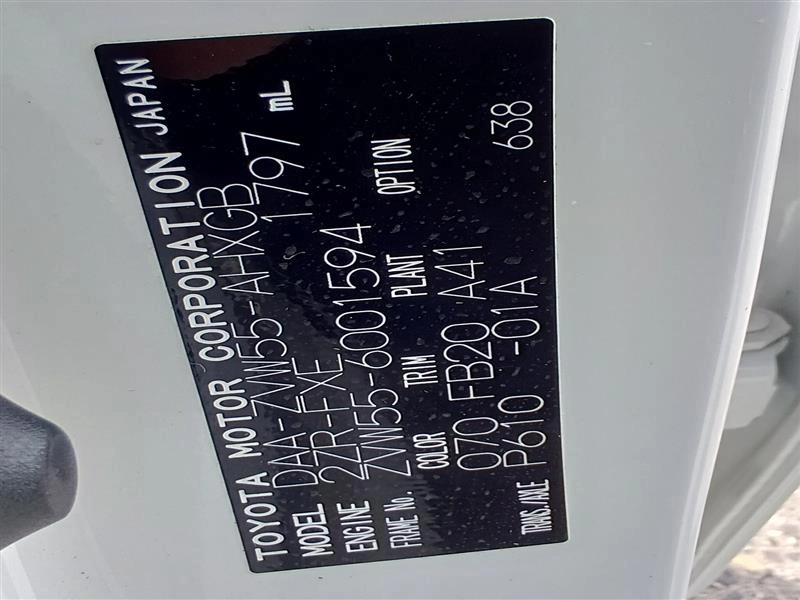 TOYOTA MOTOR CORPORATION JAPAN
MODEL DAA-ZVW55-AHXGB
ENGINE 2ZR-FXE 1797 mL
FRAME No. ZVW55-6001594
COLOR TRIM PLANT OPTION
070 FB20 A41
TRANS./AXLE P610 -01A 638